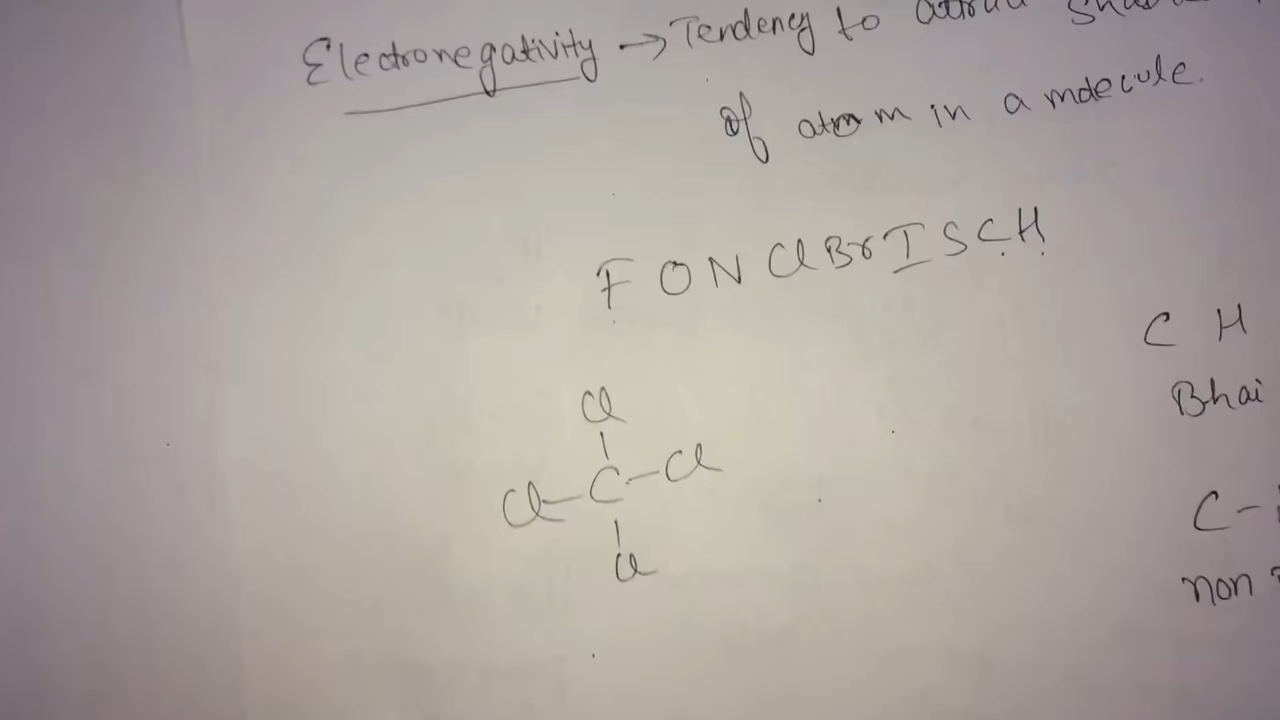 Electronegativity → Tendency to
of atom in a molecule.
F O N Cl Br I S C H
C H
Bhai
Cl
Cl-C-Cl
Cl
C-
non